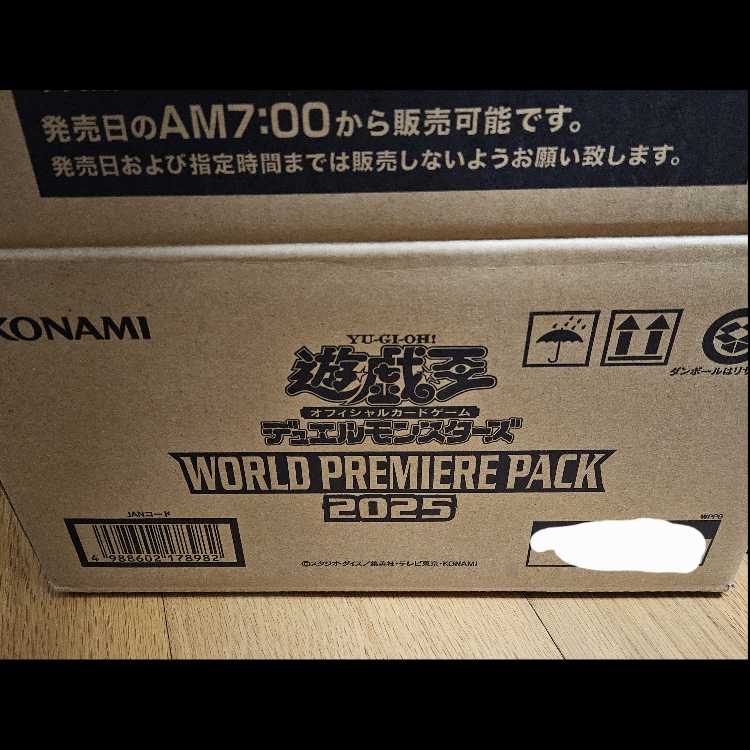 発売日のAM7:00から販売可能です。
発売日および指定時間までは販売しないようお願い致します。
KONAMI
YU-GI-OH!
遊戯王
オフィシャルカードゲーム
デュエルモンスターズ
WORLD PREMIERE PACK
2025
ダンボールはリサ
JANコード
4 988602 178982
©スタジオ・ダイス/集英社・テレビ東京・KONAMI